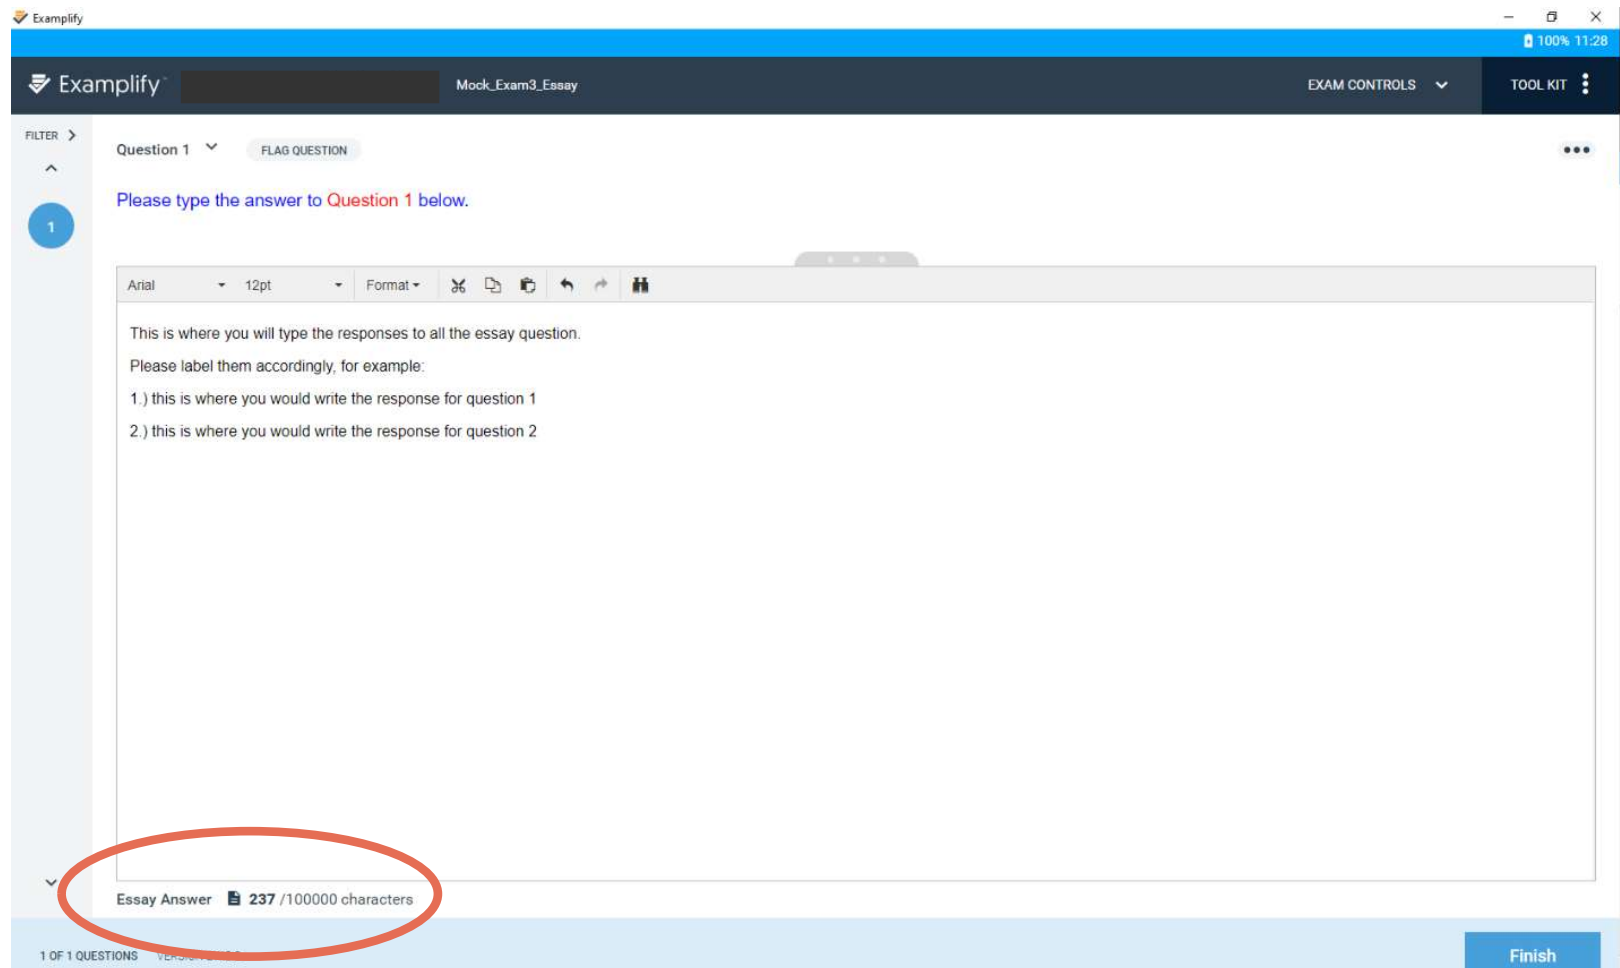 Examplify
100% 11:28
Examplify
Mock_Exam3_Essay
EXAM CONTROLS
TOOL KIT
FILTER
Question 1
FLAG QUESTION
Please type the answer to Question 1 below.
1
Arial 12pt Format
This is where you will type the responses to all the essay question.
Please label them accordingly, for example:
1.) this is where you would write the response for question 1
2.) this is where you would write the response for question 2
Essay Answer 237 /100000 characters
1 OF 1 QUESTIONS
Finish